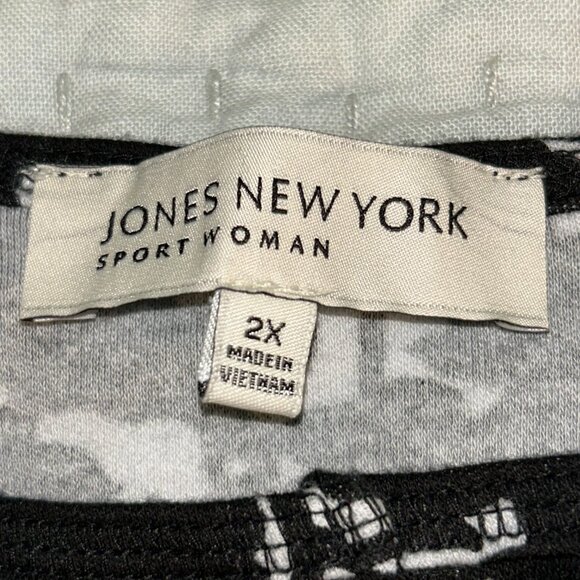 JONES NEW YORK
SPORT WOMAN
2X
MADE IN
VIETNAM